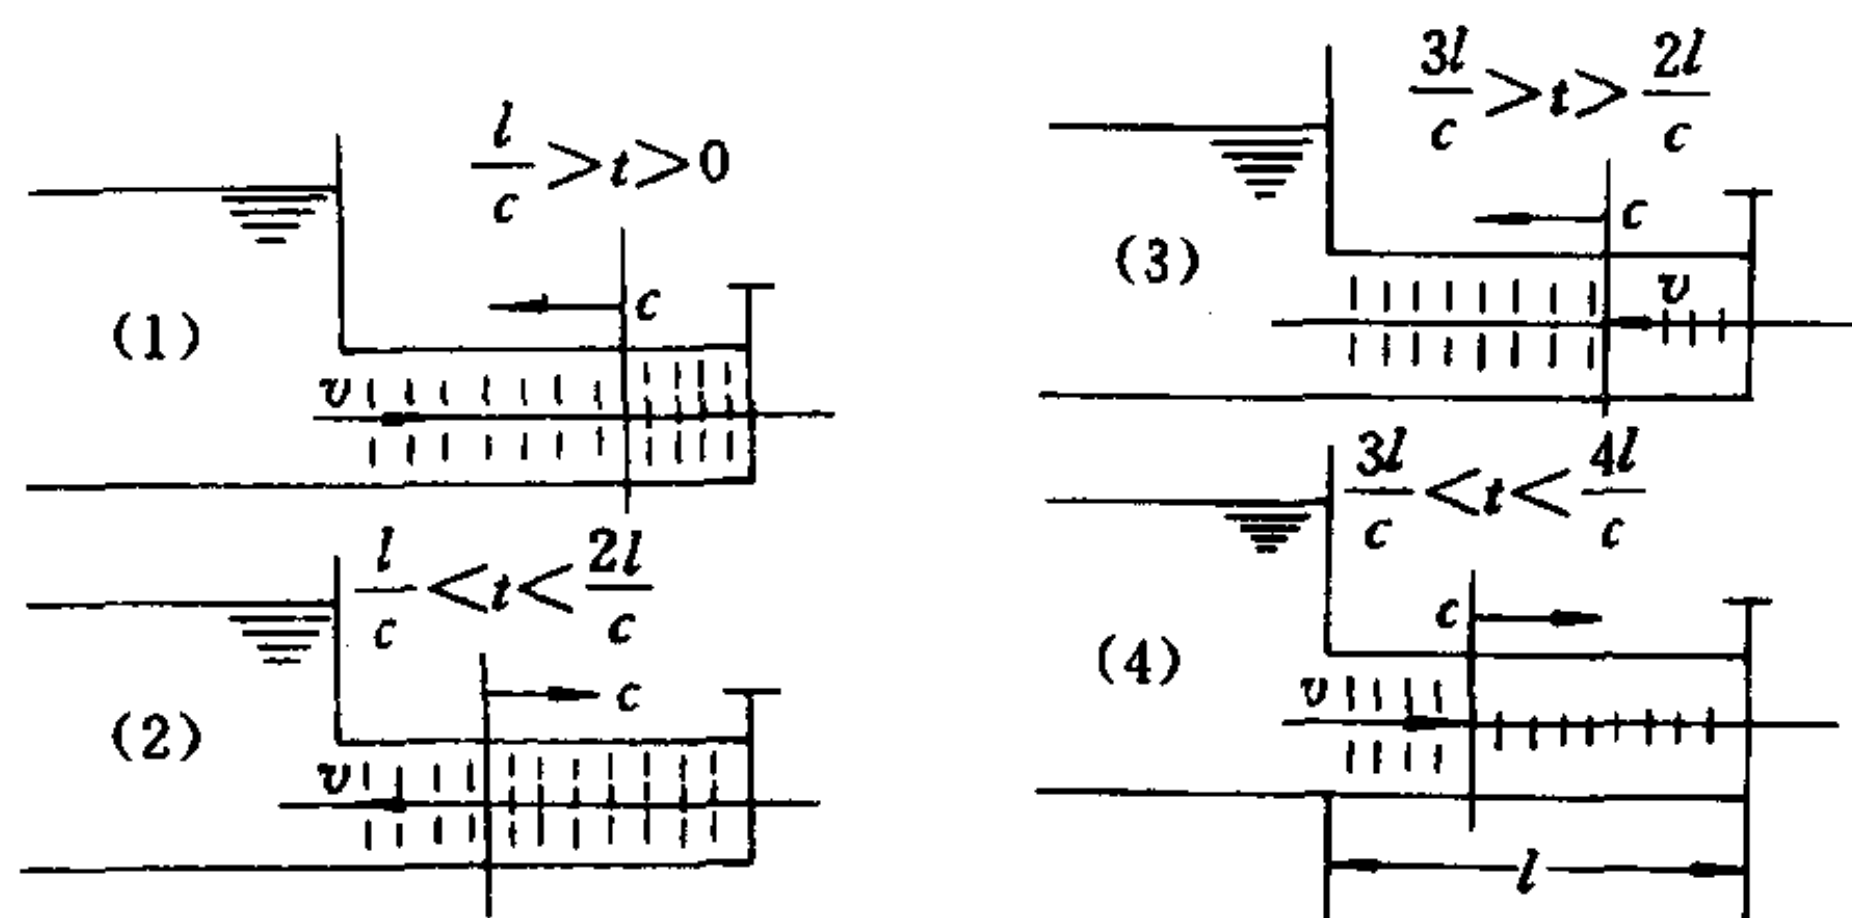 l/c>t>0
c
(1)
v
l/c<t<2l/c
c
(2)
v
3l/c>t>2l/c
c
(3)
v
3l/c<t<4l/c
c
(4)
v
l